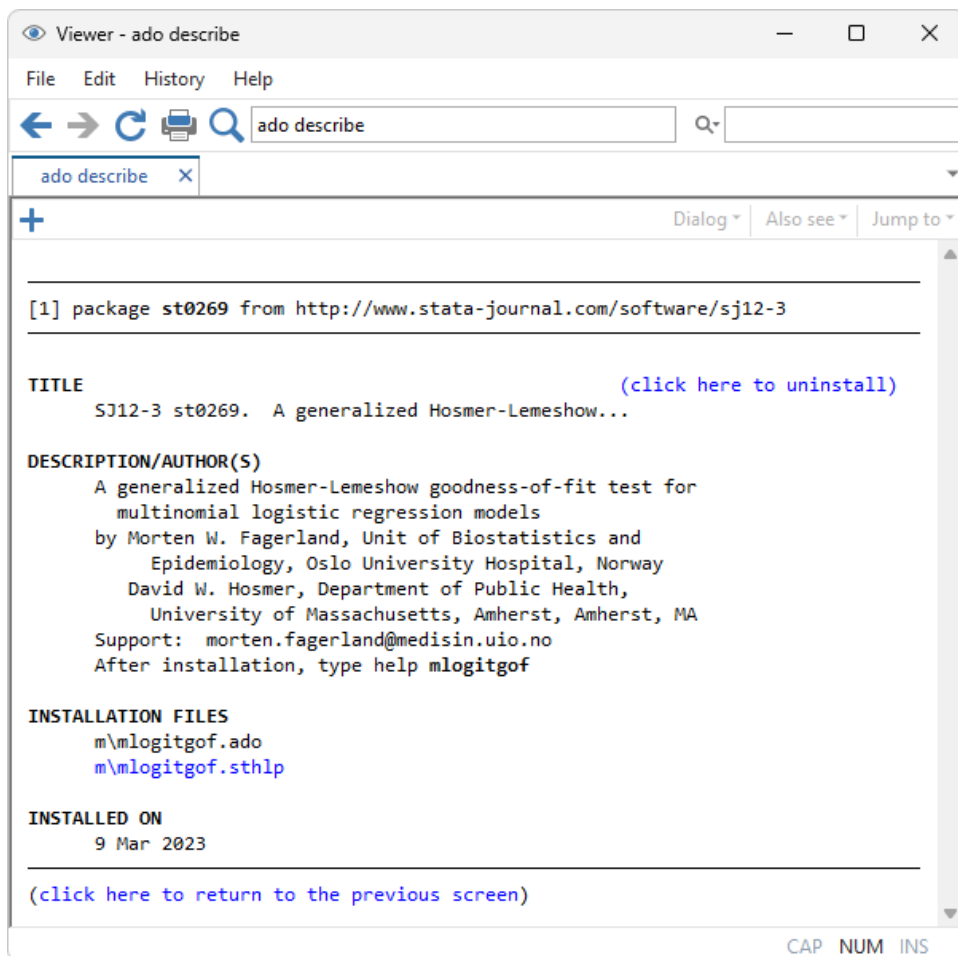 Viewer - ado describe
File Edit History Help
ado describe
ado describe
Dialog Also see Jump to
[1] package st0269 from http://www.stata-journal.com/software/sj12-3
TITLE (click here to uninstall)
SJ12-3 st0269. A generalized Hosmer-Lemeshow...
DESCRIPTION/AUTHOR(S)
A generalized Hosmer-Lemeshow goodness-of-fit test for
multinomial logistic regression models
by Morten W. Fagerland, Unit of Biostatistics and
Epidemiology, Oslo University Hospital, Norway
David W. Hosmer, Department of Public Health,
University of Massachusetts, Amherst, Amherst, MA
Support: morten.fagerland@medisin.uio.no
After installation, type help mlogitgof
INSTALLATION FILES
m\mlogitgof.ado
m\mlogitgof.sthlp
INSTALLED ON
9 Mar 2023
(click here to return to the previous screen)
CAP NUM INS